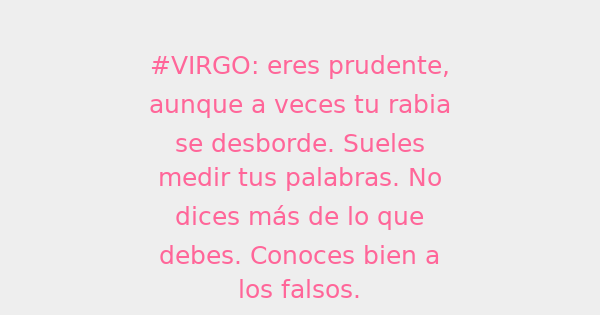 #VIRGO: eres prudente,
aunque a veces tu rabia
se desborde. Sueles
medir tus palabras. No
dices más de lo que
debes. Conoces bien a
los falsos.